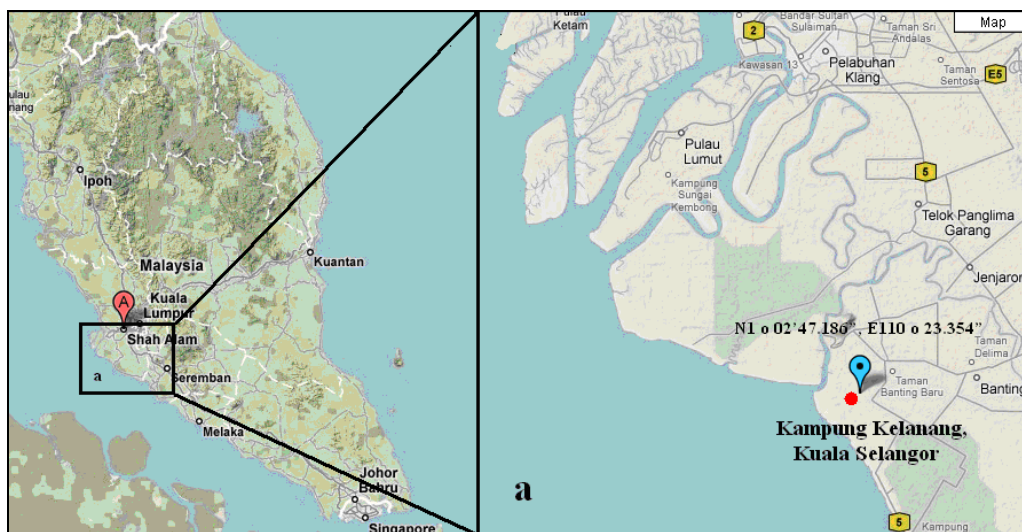 Ipoh
Malaysia
Kuantan
A
Kuala
Lumpur
Shah Alam
a
Seremban
Melaka
Johor
Bahru
Singapore
Map
Pulau
Ketam
2
Bandar Sultan
Sulaiman
Taman Sri
Andalas
Kawasan 13
Pelabuhan
Klang
Taman
Sentosa
E5
Pulau
Lumut
Kampung
Sungai
Kembong
5
Telok Panglima
Garang
Jenjarom
N1 o 02'47.186", E110 o 23.354"
Taman
Delima
Taman
Banting Baru
Banting
Kampung Kelanang,
Kuala Selangor
a
5
Kampung